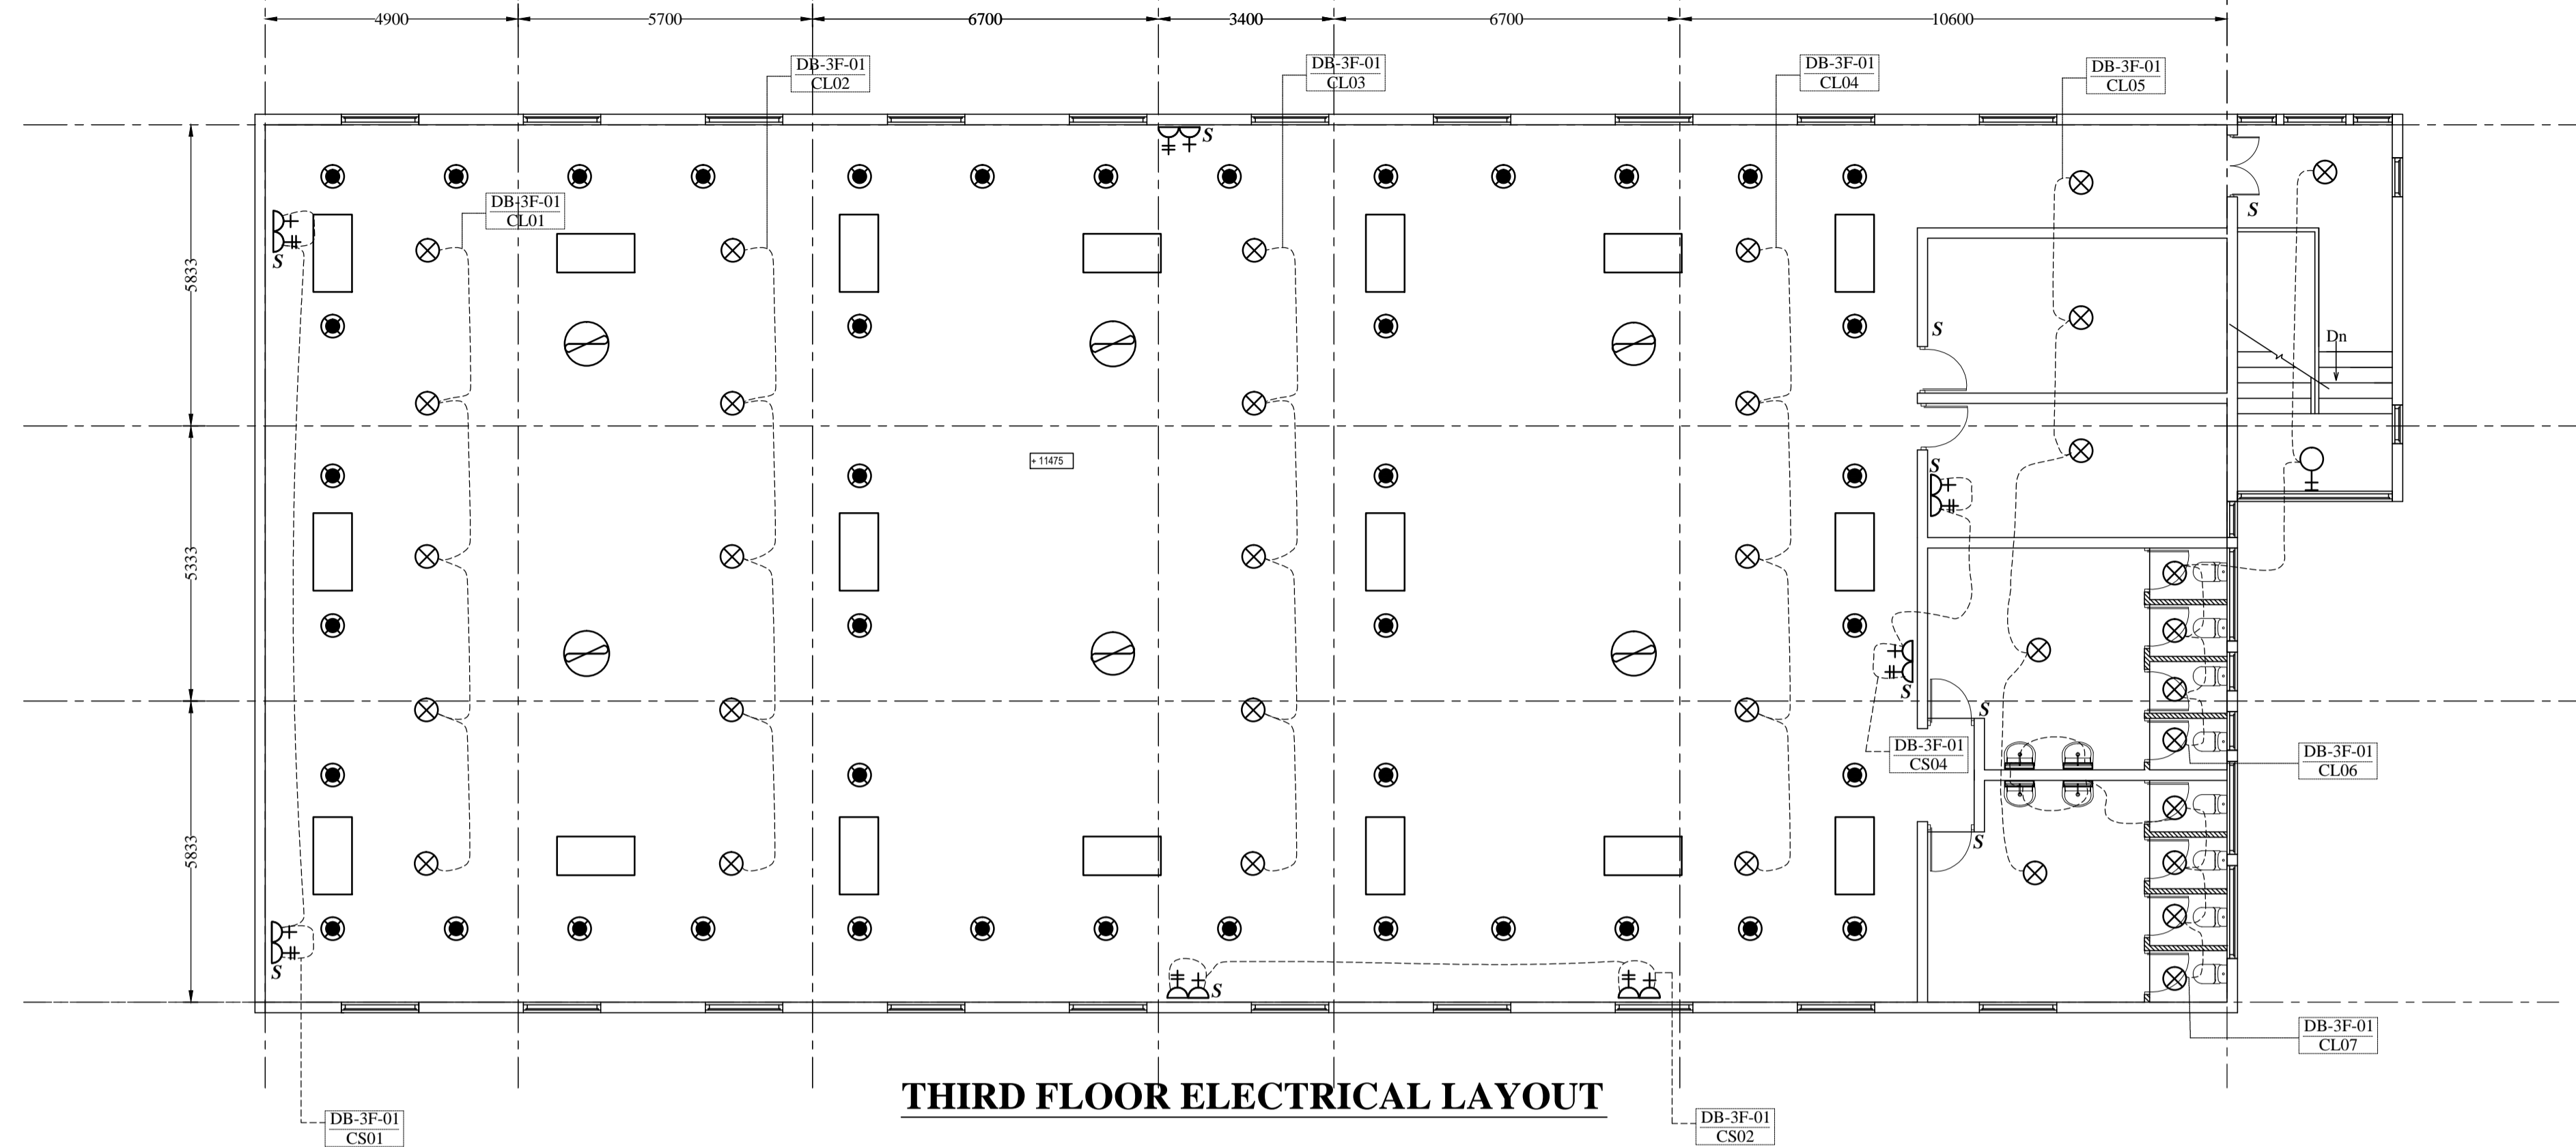 4900
5700
6700
3400
6700
10600
DB-3F-01
CL02
DB-3F-01
CL03
DB-3F-01
CL04
DB-3F-01
CL05
S
DB-3F-01
CL01
S
S
5833
S
Dn
+ 11475
S
5333
S
S
DB-3F-01
CS04
DB-3F-01
CL06
S
5833
S
S
DB-3F-01
CL07
THIRD FLOOR ELECTRICAL LAYOUT
DB-3F-01
CS01
DB-3F-01
CS02